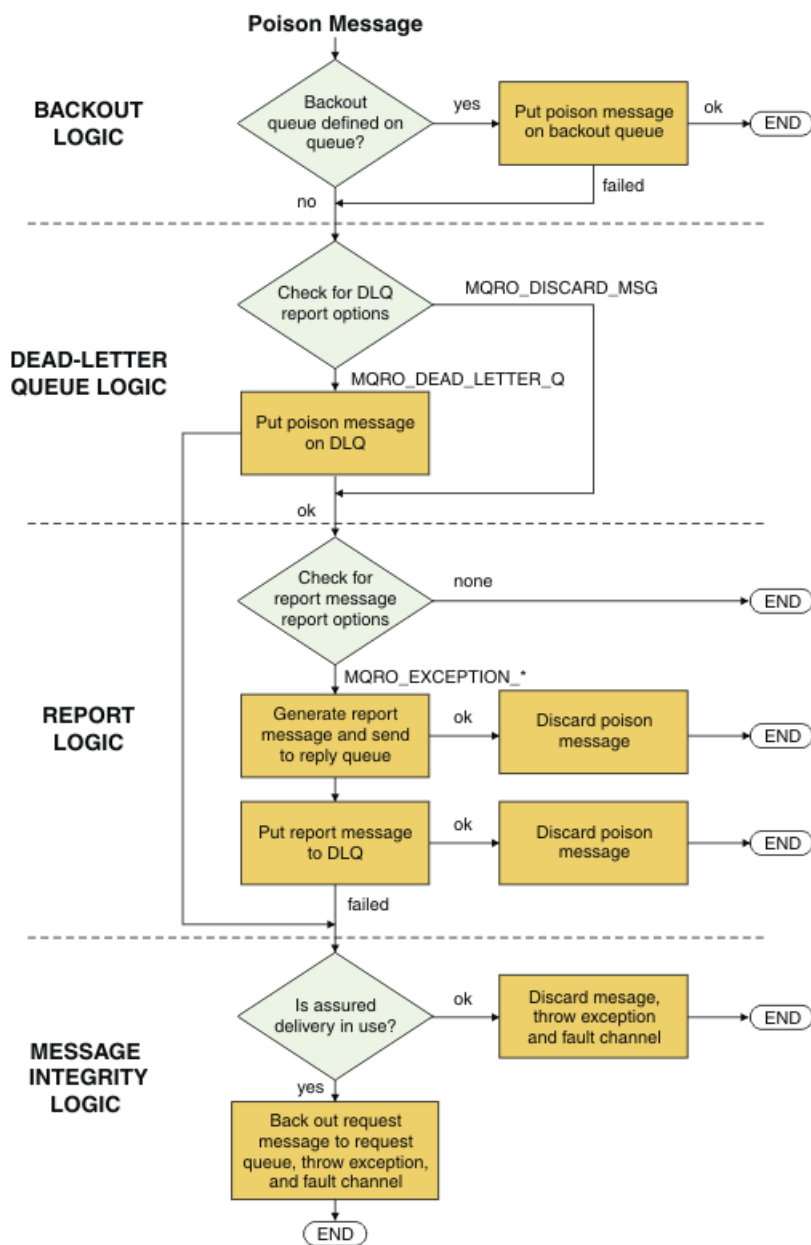 Poison Message
BACKOUT
LOGIC
Backout
queue defined on
queue?
yes
Put poison message
on backout queue
ok
END
failed
no
DEAD-LETTER
QUEUE LOGIC
Check for DLQ
report options
MQRO_DISCARD_MSG
MQRO_DEAD_LETTER_Q
Put poison message
on DLQ
ok
REPORT
LOGIC
Check for
report message
report options
none
END
MQRO_EXCEPTION_*
Generate report
message and send
to reply queue
ok
Discard poison
message
END
Put report message
to DLQ
ok
Discard poison
message
END
failed
MESSAGE
INTEGRITY
LOGIC
Is assured
delivery in use?
ok
Discard mesage,
throw exception
and fault channel
END
yes
Back out request
message to request
queue, throw exception,
and fault channel
END